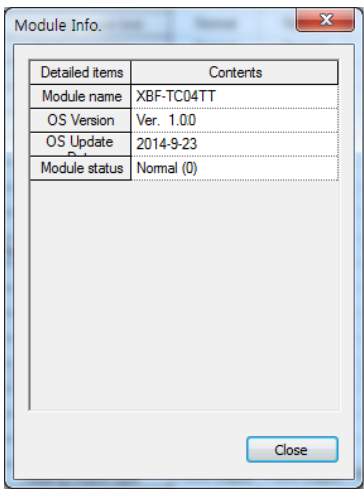 Module Info.
Detailed items Contents
Module name XBF-TC04TT
OS Version Ver. 1.0.0
OS Update 2014-9-23
Module status Normal (0)
Close